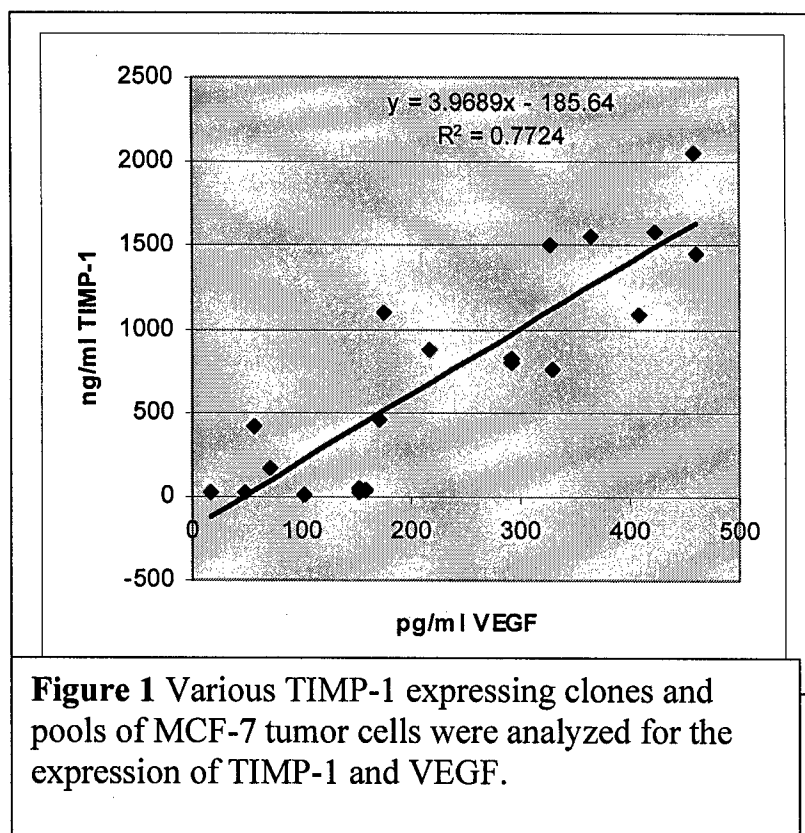 y = 3.9689x - 185.64
R² = 0.7724
2500
2000
1500
1000
500
0
-500
ng/ml TIMP-1
0 100 200 300 400 500
pg/ml VEGF
Figure 1 Various TIMP-1 expressing clones and
pools of MCF-7 tumor cells were analyzed for the
expression of TIMP-1 and VEGF.